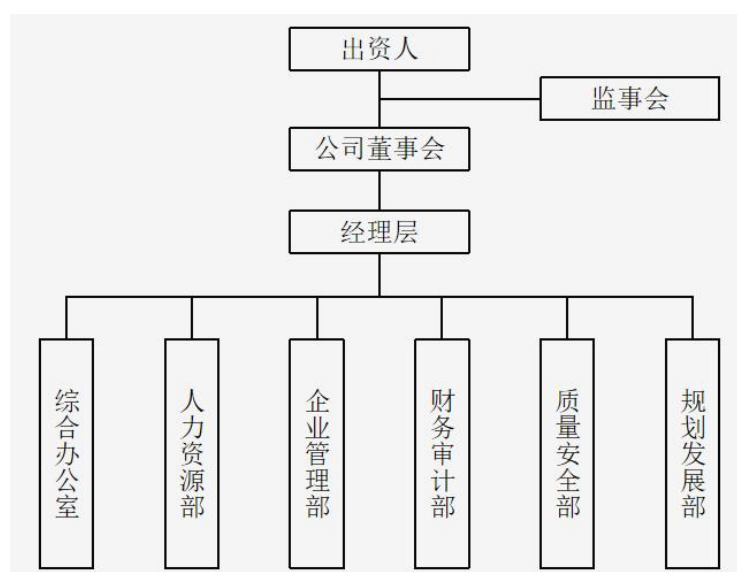 出资人
监事会
公司董事会
经理层
综合办公室
人力资源部
企业管理部
财务审计部
质量安全部
规划发展部